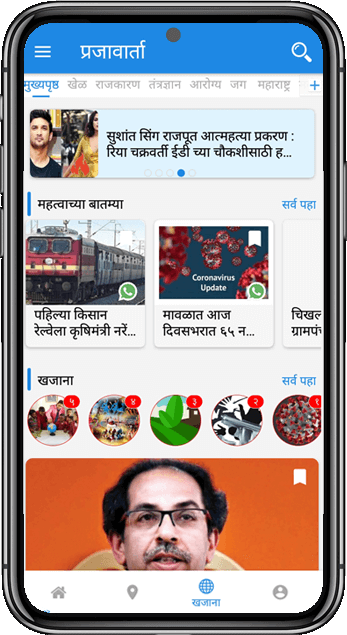 प्रजावार्ता
मुख्यपृष्ठ खेळ राजकारण तंत्रज्ञान आरोग्य जग महाराष्ट्र +
सुशांत सिंग राजपूत आत्महत्या प्रकरण :
रिया चक्रवर्ती ईडी च्या चौकशीसाठी ह...
महत्वाच्या बातम्या सर्व पहा
पहिल्या किसान
रेल्वेला कृषिमंत्री नरें...
Coronavirus
Update
मावळात आज
दिवसभरात ६५ न...
चिखल
ग्रामपं
खजाना सर्व पहा
५ ४ ३ २ १
खजाना